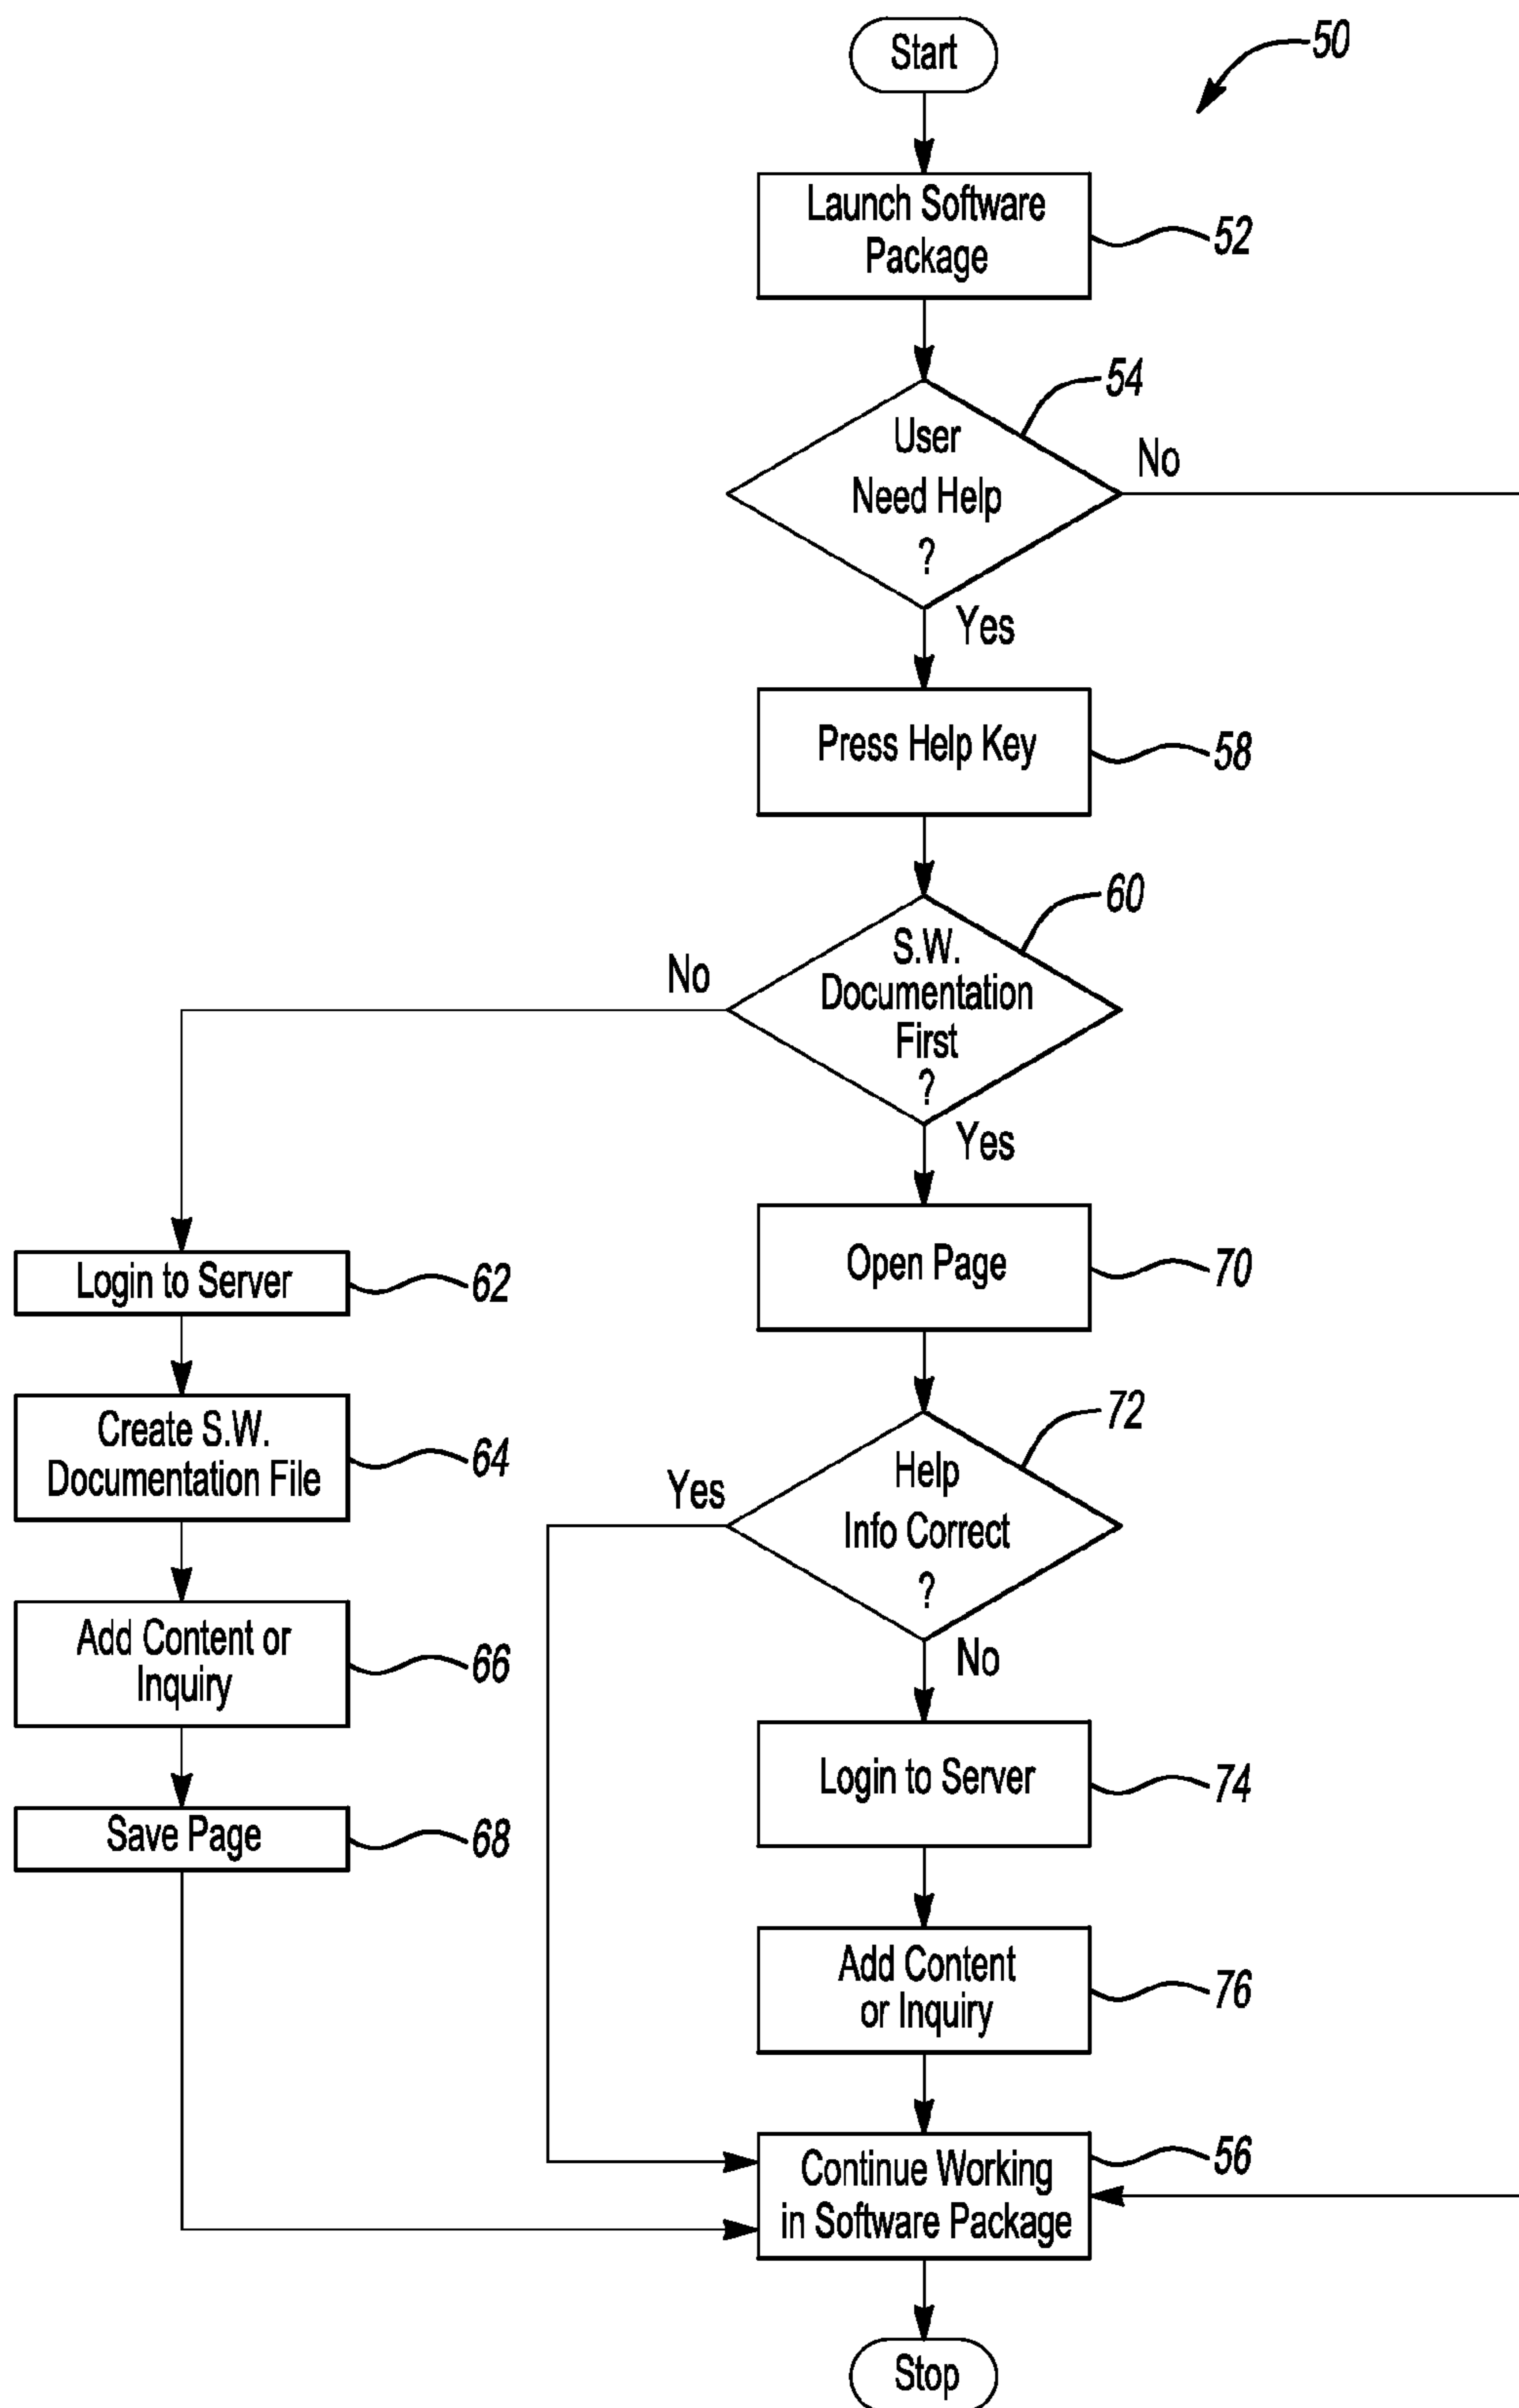 Start
50
Launch Software
Package
52
54
User
Need Help
?
No
Yes
Press Help Key
58
60
S.W.
Documentation
First
?
No
Yes
Login to Server
62
Create S.W.
Documentation File
64
Add Content or
Inquiry
66
Save Page
68
Open Page
70
72
Help
Info Correct
?
Yes
No
Login to Server
74
Add Content
or Inquiry
76
Continue Working
in Software Package
56
Stop